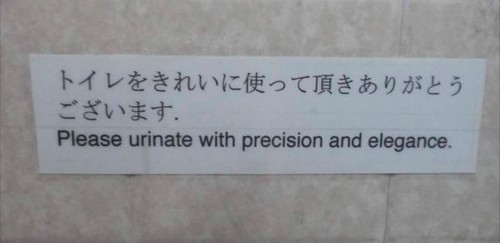 トイレをきれいに使って頂きありがとう
ございます.
Please urinate with precision and elegance.